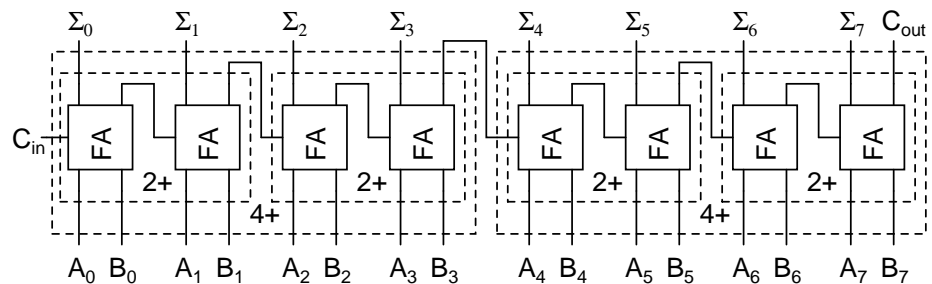 Σ₀ Σ₁ Σ₂ Σ₃ Σ₄ Σ₅ Σ₆ Σ₇ Cout
Cin FA FA FA FA FA FA FA FA
2+ 2+ 2+ 2+
4+ 4+
A₀ B₀ A₁ B₁ A₂ B₂ A₃ B₃ A₄ B₄ A₅ B₅ A₆ B₆ A₇ B₇